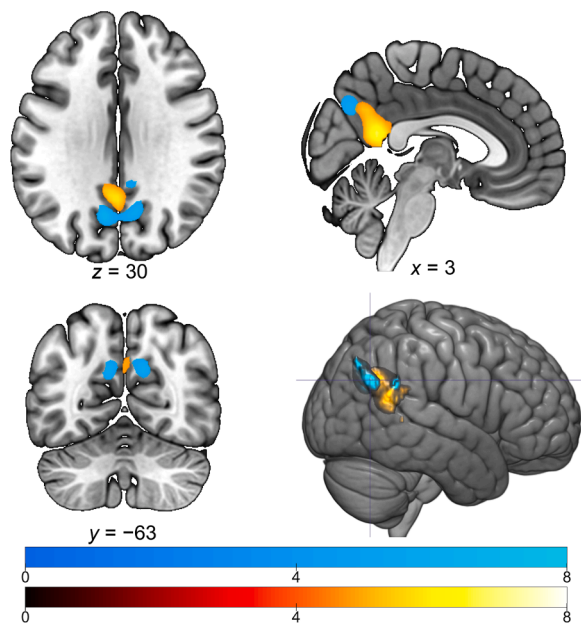 z = 30
x = 3
y = −63
0 4 8
0 4 8